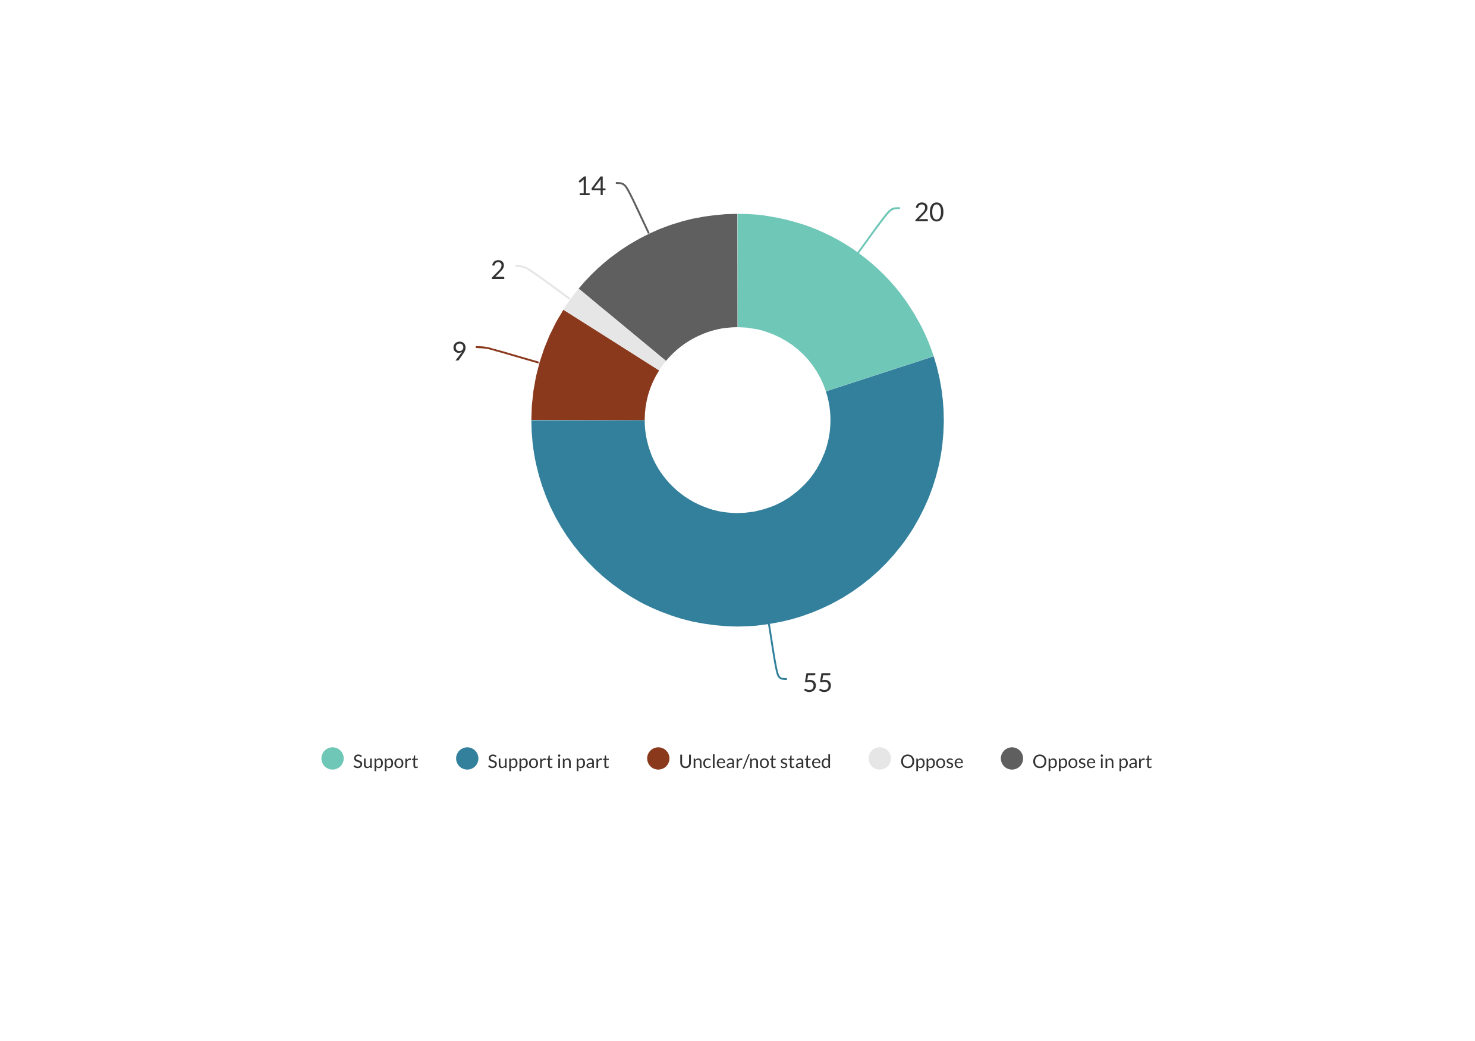 14
20
2
9
55
Support
Support in part
Unclear/not stated
Oppose
Oppose in part